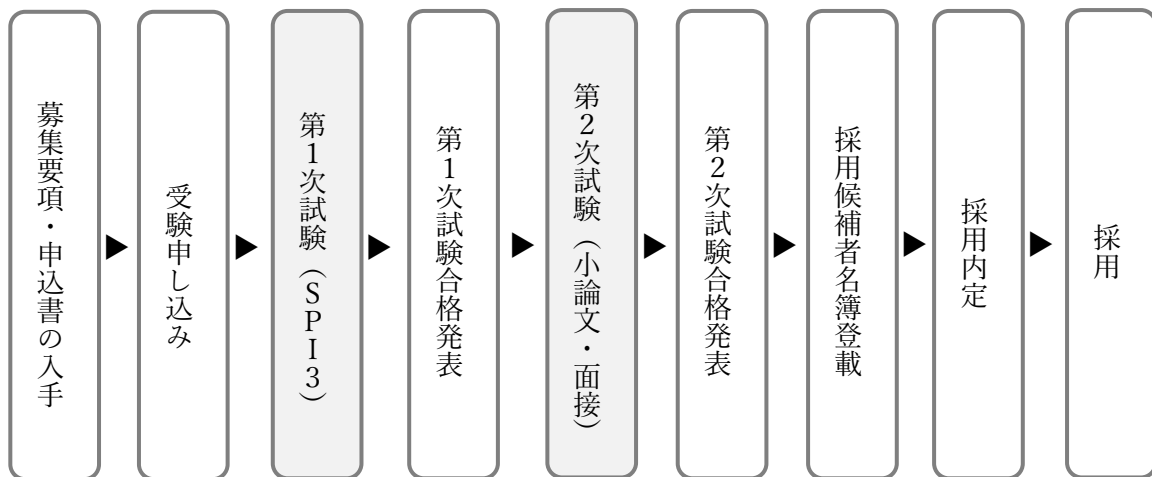 募集要項・申込書の入手
受験申し込み
第1次試験（SPI3）
第1次試験合格発表
第2次試験（小論文・面接）
第2次試験合格発表
採用候補者名簿登載
採用内定
採用